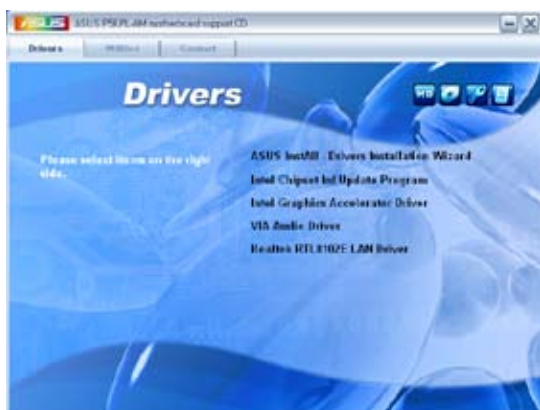 ASUS P5KPL-AM motherboard support CD
Drivers
Utilities
Contact
Drivers
Please select items on the right
side.
ASUS InstAll - Drivers Installation Wizard
Intel Chipset Inf Update Program
Intel Graphics Accelerator Driver
VIA Audio Driver
Realtek RTL8102E LAN Driver